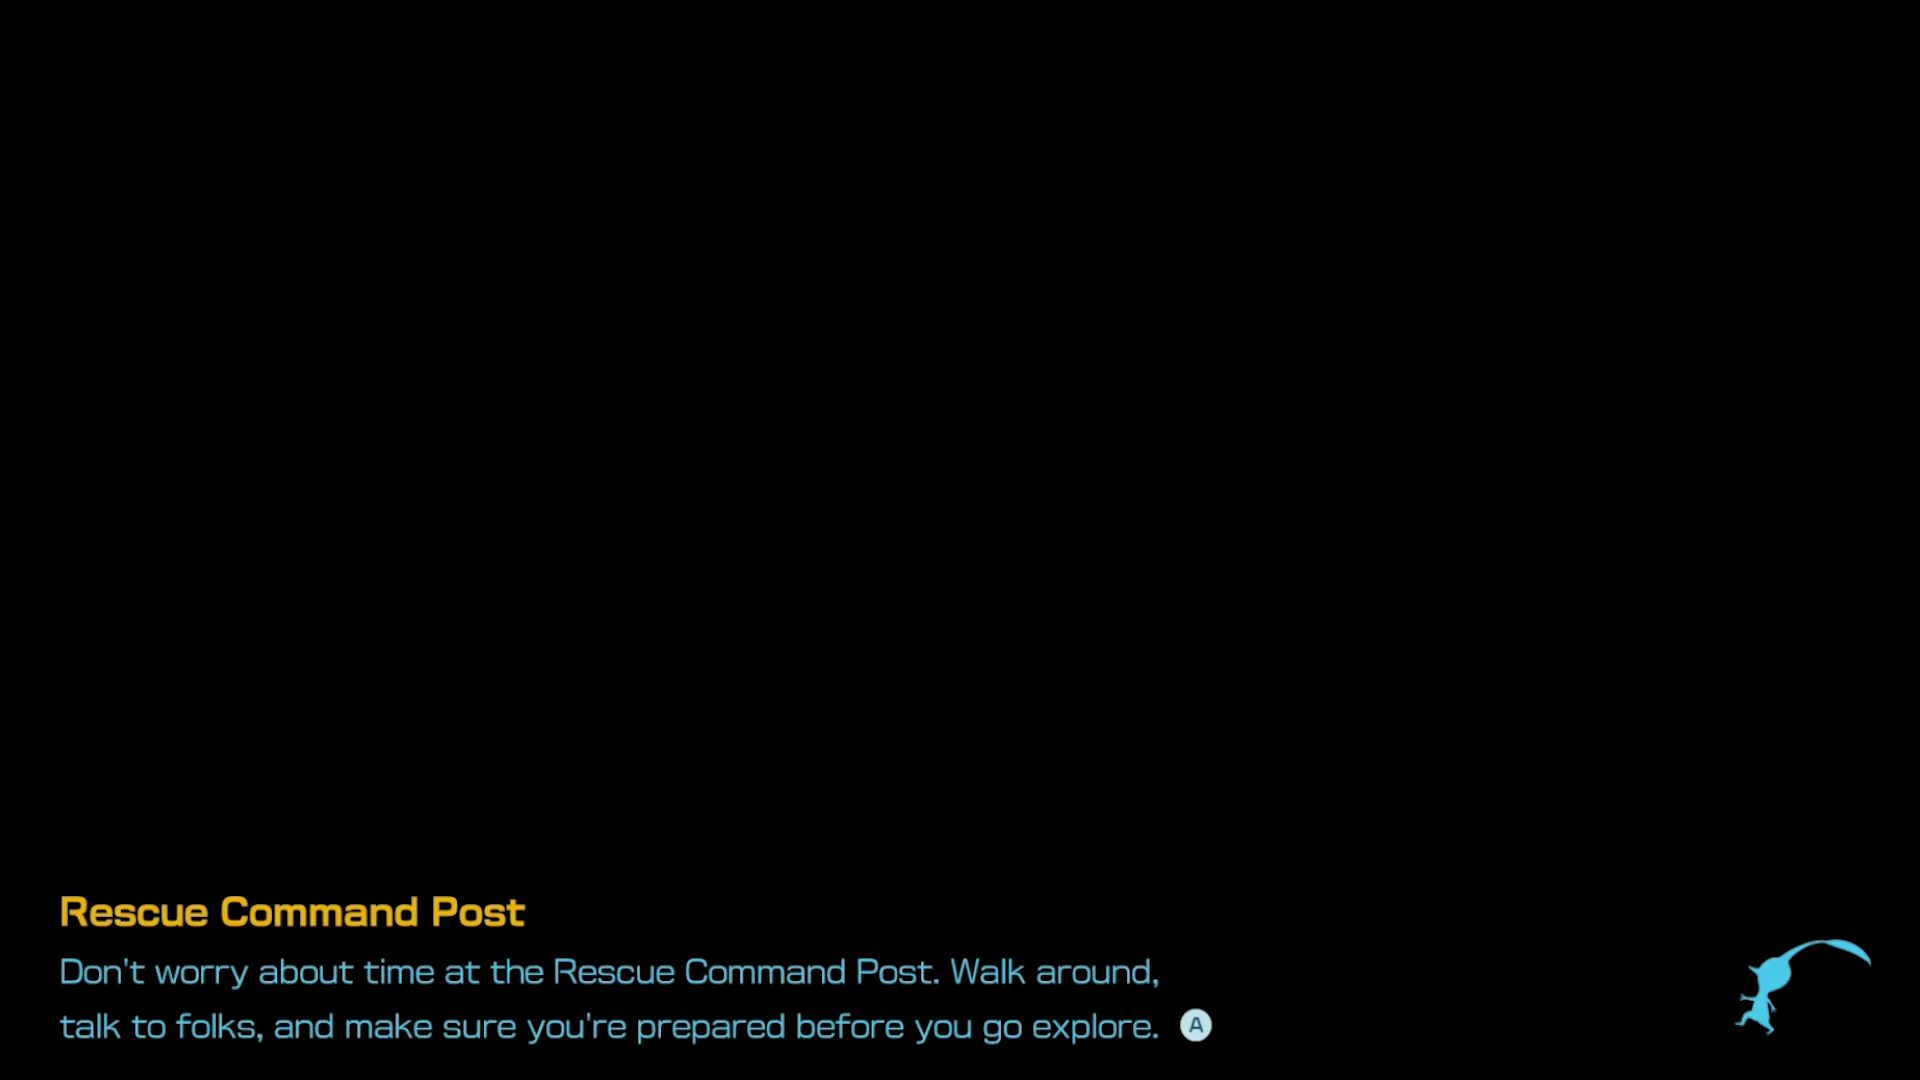 Rescue Command Post
Don't worry about time at the Rescue Command Post. Walk around,
talk to folks, and make sure you're prepared before you go explore. A